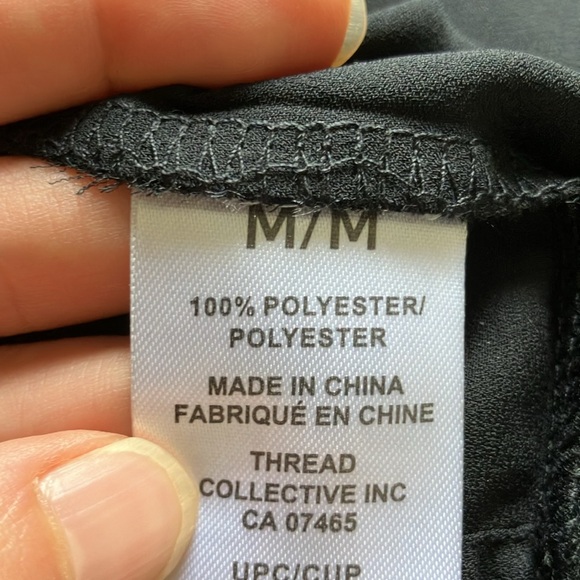 M/M
100% POLYESTER/
POLYESTER
MADE IN CHINA
FABRIQUÉ EN CHINE
THREAD
COLLECTIVE INC
CA 07465
UPC/CUP